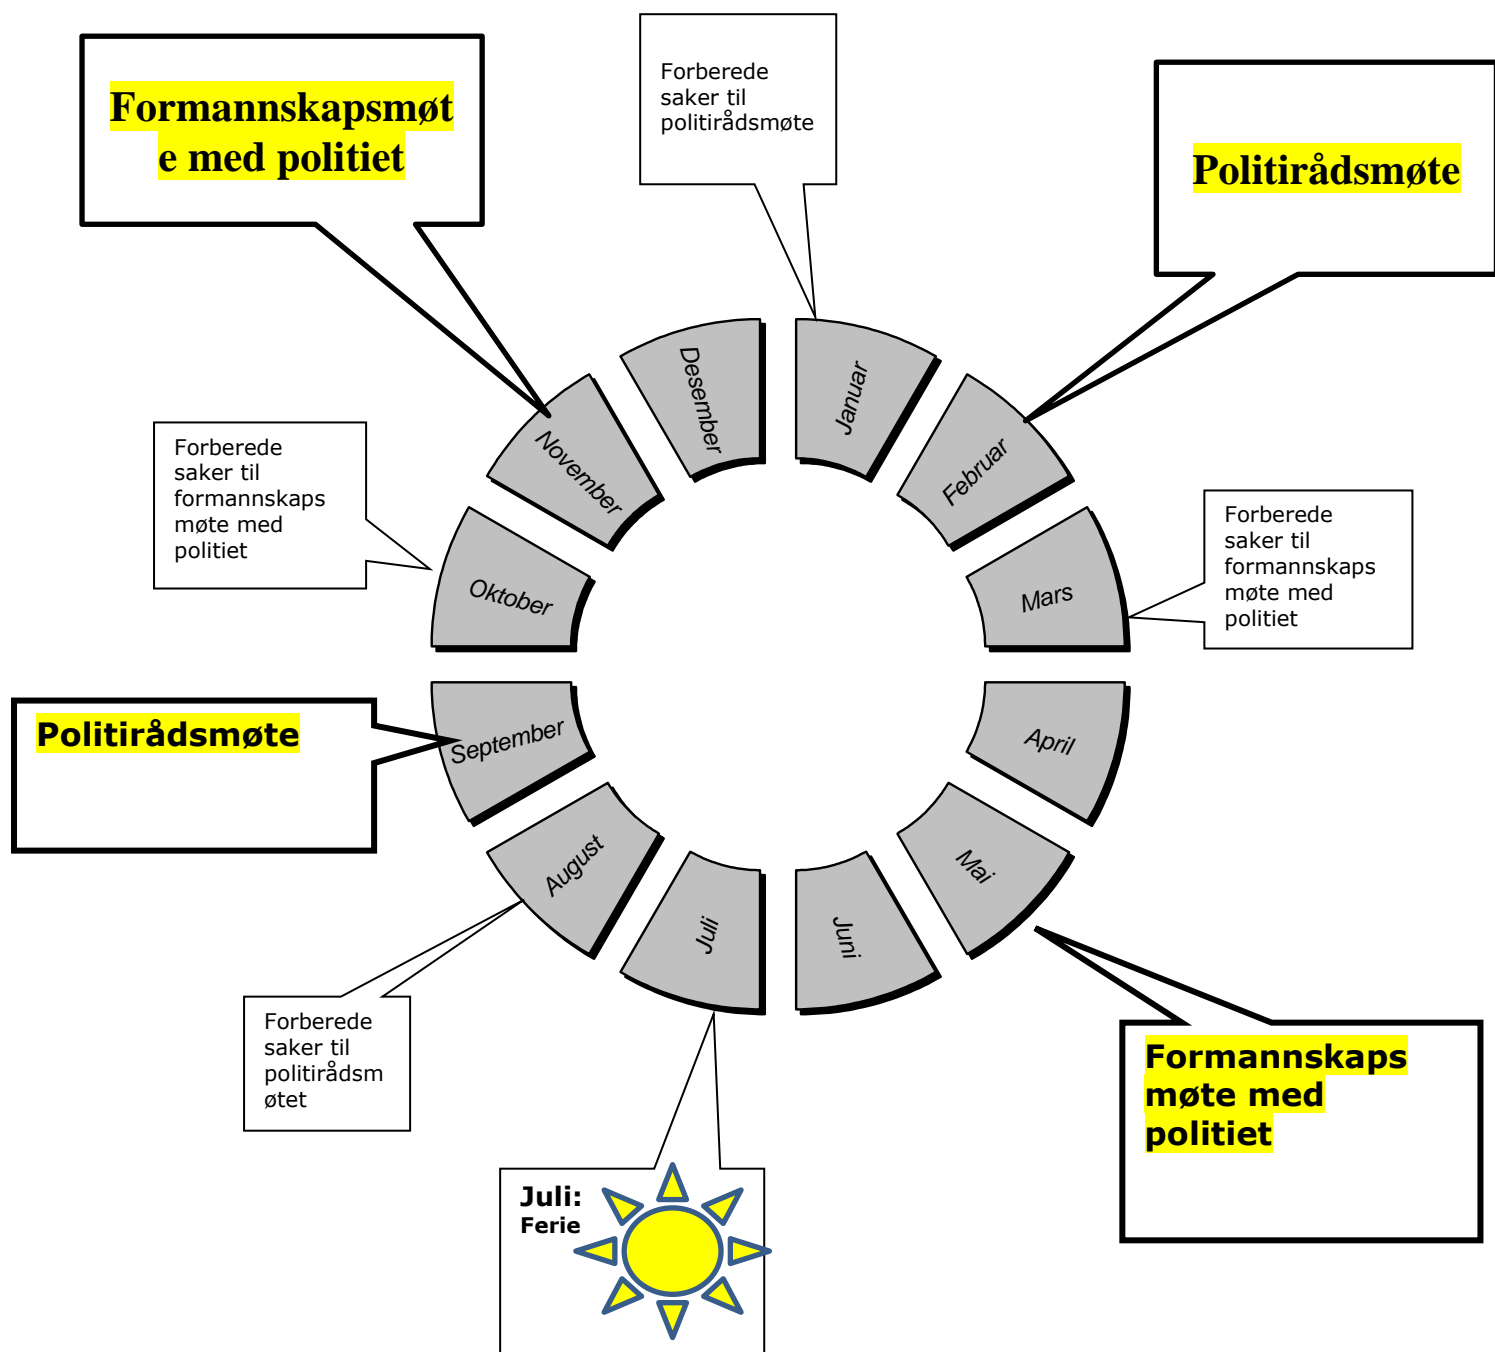 Forberede
saker til
politirådsmøte
Formannskapsmøt
e med politiet
Politirådsmøte
Desember
Januar
November
Februar
Forberede
saker til
formannskaps
møte med
politiet
Oktober
Mars
Forberede
saker til
formannskaps
møte med
politiet
Politirådsmøte
September
April
August
Mai
Juli
Juni
Forberede
saker til
politirådsm
øtet
Formannskaps
møte med
politiet
Juli:
Ferie